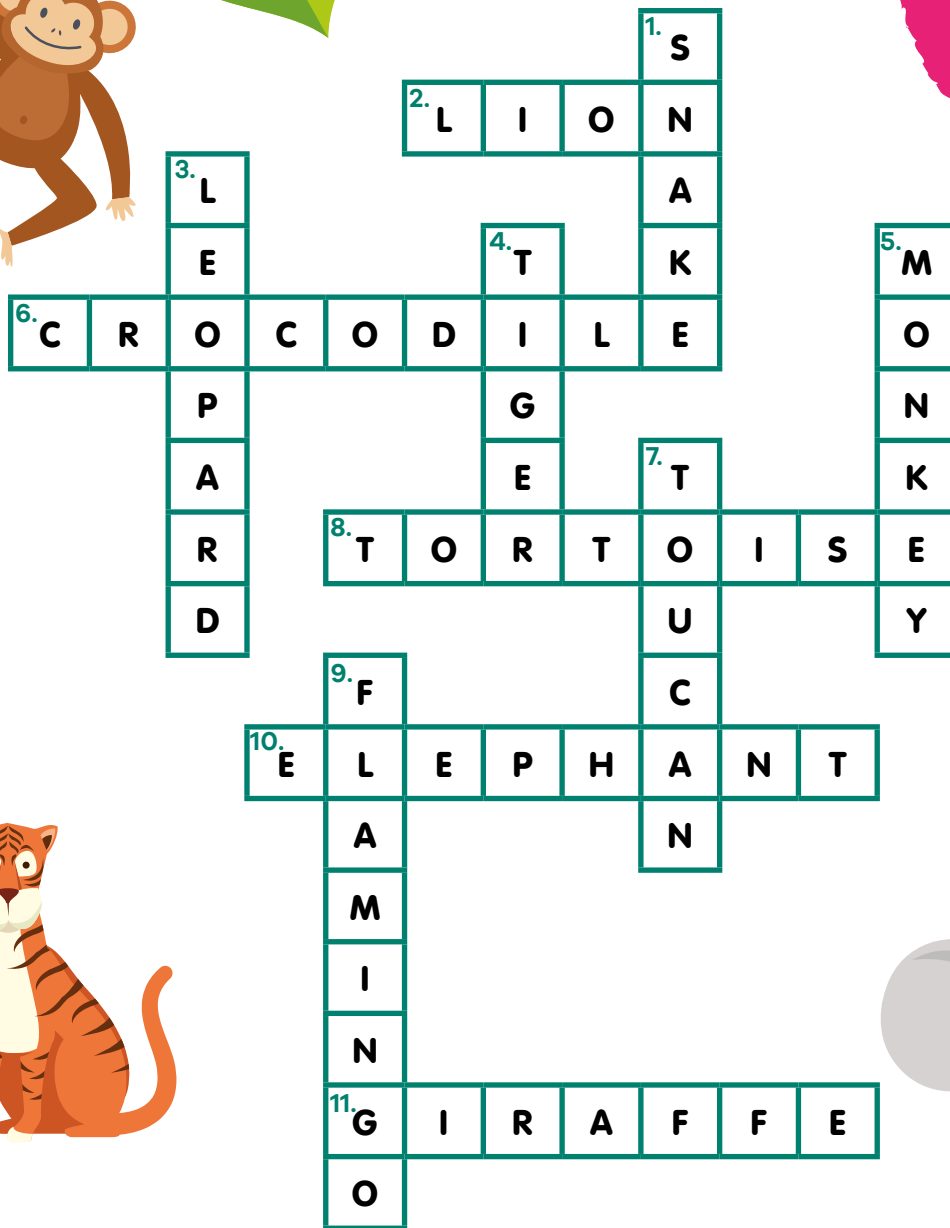 1. S
2. L I O N
3. L A
E 4. T K 5. M
6. C R O C O D I L E O
P G N
A E 7. T K
R 8. T O R T O I S E
D U Y
9. F C
10. E L E P H A N T
A N
M
I
N
11. G I R A F F E
O